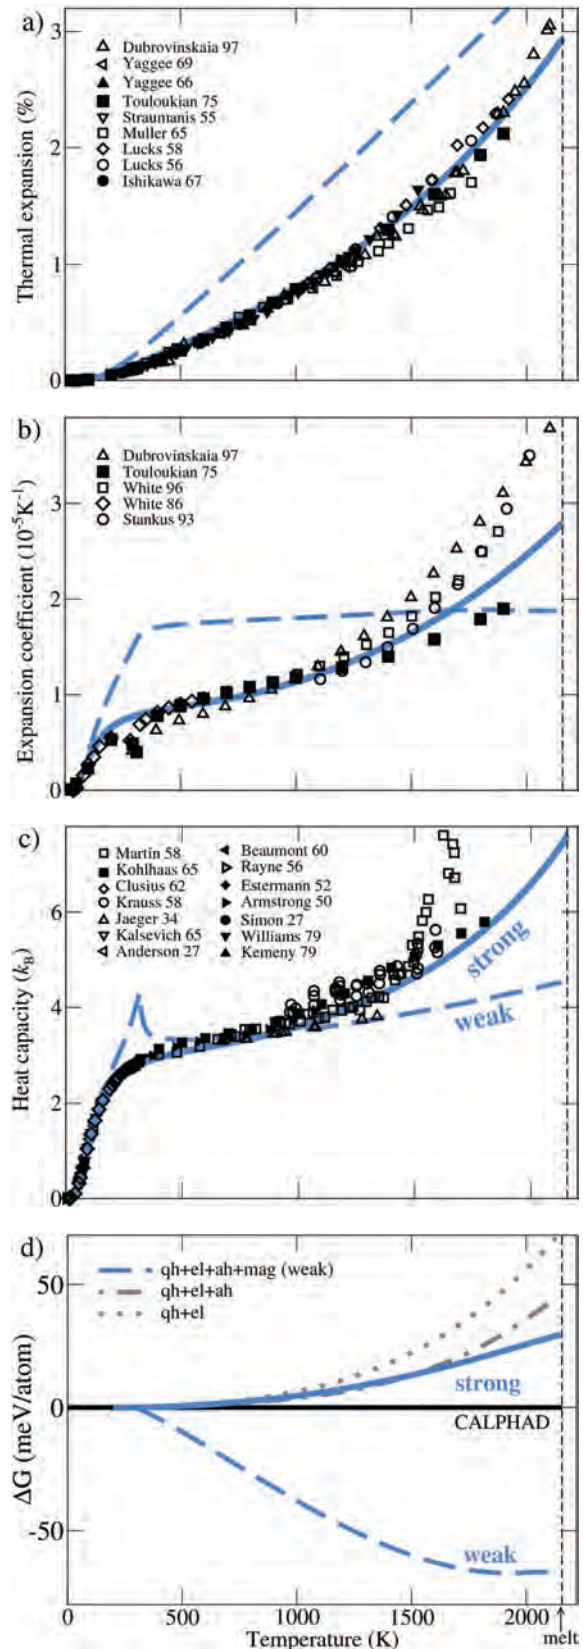 a)
3
2
1
0
Thermal expansion (%)
Dubrovinskaia 97
Yaggee 69
Yaggee 66
Touloukian 75
Straumanis 55
Muller 65
Lucks 58
Lucks 56
Ishikawa 67
b)
3
2
1
0
Expansion coefficient (10⁻⁵K⁻¹)
Dubrovinskaia 97
Touloukian 75
White 96
White 86
Stankus 93
c)
6
4
2
0
Heat capacity (k_B)
Martin 58
Kohlhaas 65
Clusius 62
Krauss 58
Jaeger 34
Kalsevich 65
Anderson 27
Beaumont 60
Rayne 56
Estermann 52
Armstrong 50
Simon 27
Williams 79
Kemeny 79
strong
weak
d)
50
0
-50
ΔG (meV/atom)
qh+el+ah+mag (weak)
qh+el+ah
qh+el
strong
CALPHAD
weak
0 500 1000 1500 2000
Temperature (K)
melt